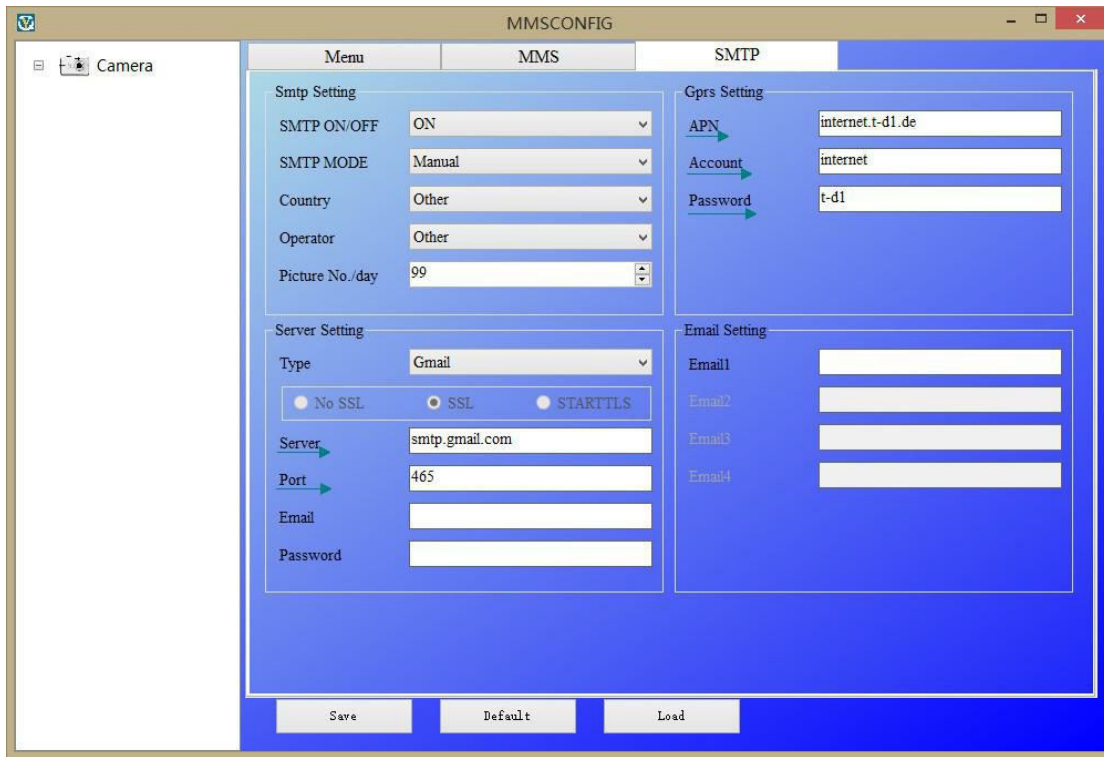 MMSCONFIG
Camera
Menu
MMS
SMTP
Smtp Setting
SMTP ON/OFF
ON
SMTP MODE
Manual
Country
Other
Operator
Other
Picture No./day
99
Gprs Setting
APN
internet.t-d1.de
Account
internet
Password
t-d1
Server Setting
Type
Gmail
No SSL
SSL
STARTTLS
Server
smtp.gmail.com
Port
465
Email
Password
Email Setting
Email1
Email2
Email3
Email4
Save
Default
Load